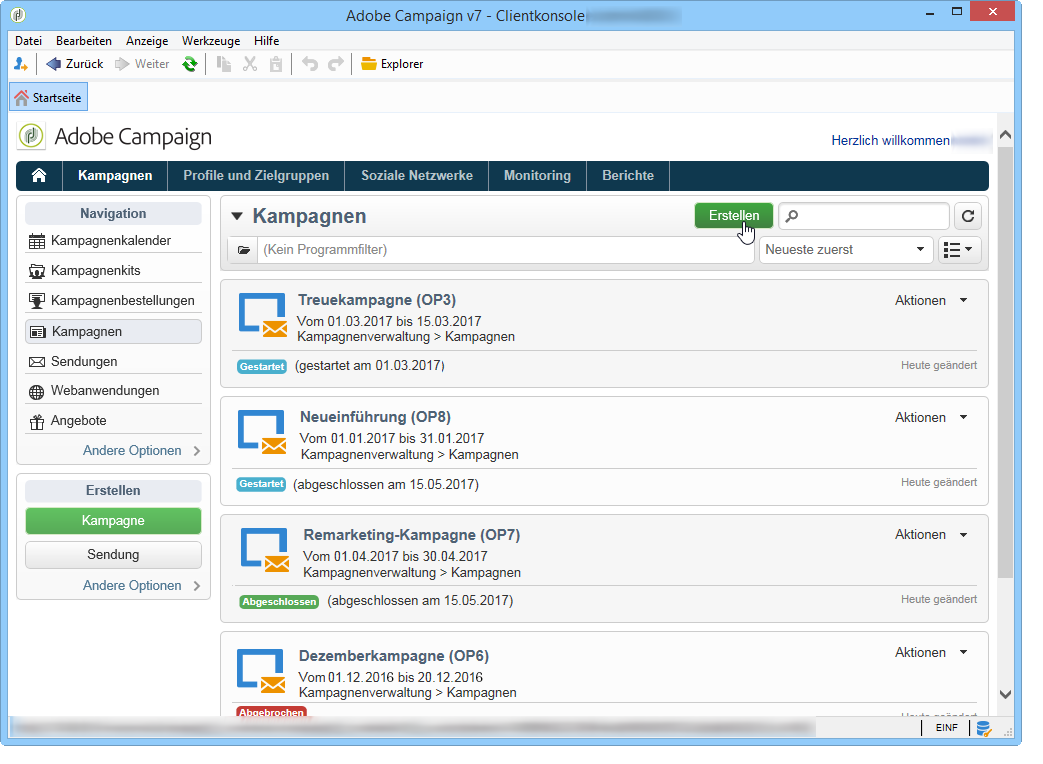 Adobe Campaign v7 - Clientkonsole
Datei Bearbeiten Anzeige Werkzeuge Hilfe
Zurück Weiter Explorer
Startseite
Adobe Campaign
Herzlich willkommen
Kampagnen Profile und Zielgruppen Soziale Netzwerke Monitoring Berichte
Navigation
Kampagnenkalender
Kampagnenkits
Kampagnenbestellungen
Kampagnen
Sendungen
Webanwendungen
Angebote
Andere Optionen
Erstellen
Kampagne
Sendung
Andere Optionen
Kampagnen
Erstellen
(Kein Programmfilter)
Neueste zuerst
Treuekampagne (OP3)
Aktionen
Vom 01.03.2017 bis 15.03.2017
Kampagnenverwaltung > Kampagnen
Gestartet (gestartet am 01.03.2017)
Heute geändert
Neueinführung (OP8)
Aktionen
Vom 01.01.2017 bis 31.01.2017
Kampagnenverwaltung > Kampagnen
Gestartet (abgeschlossen am 15.05.2017)
Heute geändert
Remarketing-Kampagne (OP7)
Aktionen
Vom 01.04.2017 bis 30.04.2017
Kampagnenverwaltung > Kampagnen
Abgeschlossen (abgeschlossen am 15.05.2017)
Heute geändert
Dezemberkampagne (OP6)
Aktionen
Vom 01.12.2016 bis 20.12.2016
Kampagnenverwaltung > Kampagnen
Abgebrochen
Heute geändert
EINF